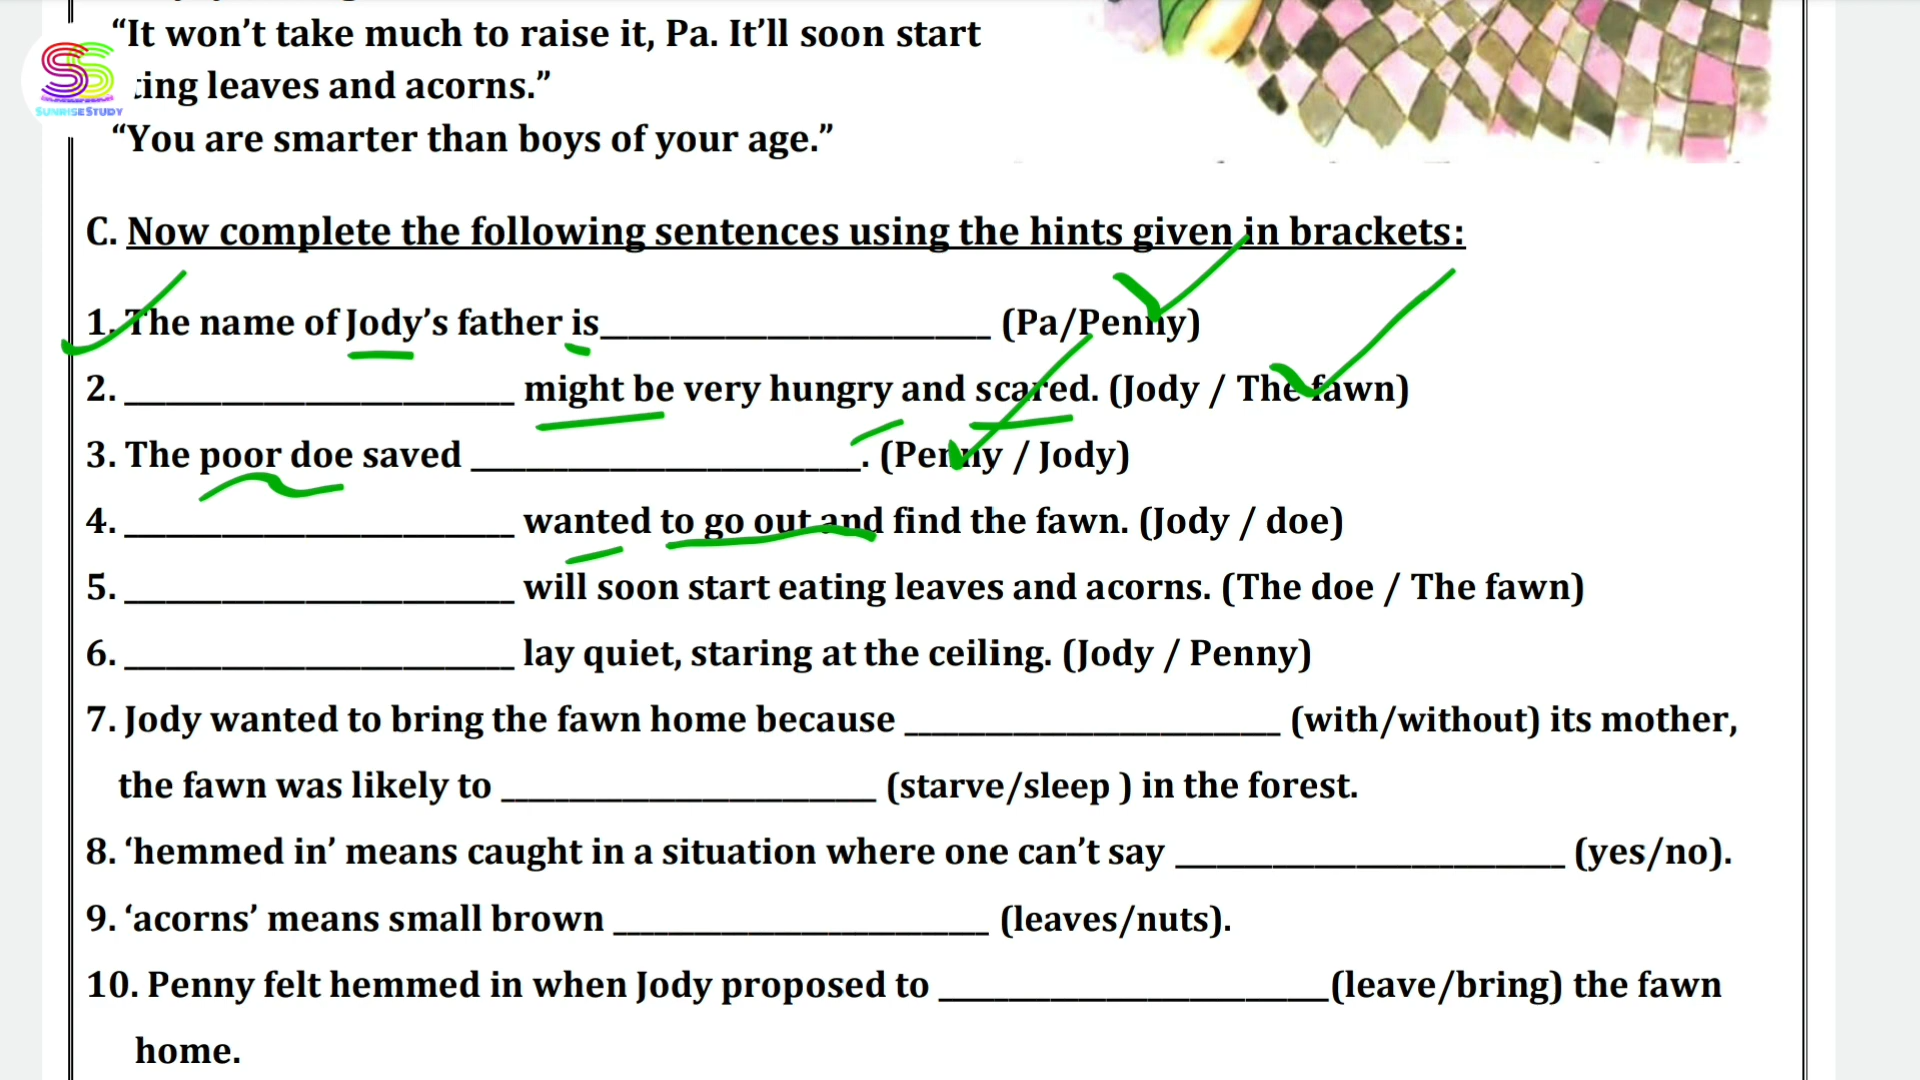 “It won’t take much to raise it, Pa. It’ll soon start
ting leaves and acorns.”
SUNRISE STUDY
“You are smarter than boys of your age.”
C. Now complete the following sentences using the hints given in brackets:
1. The name of Jody’s father is____________________ (Pa/Penny)
2. ____________________ might be very hungry and scared. (Jody / The fawn)
3. The poor doe saved ____________________. (Penny / Jody)
4. ____________________ wanted to go out and find the fawn. (Jody / doe)
5. ____________________ will soon start eating leaves and acorns. (The doe / The fawn)
6. ____________________ lay quiet, staring at the ceiling. (Jody / Penny)
7. Jody wanted to bring the fawn home because ____________________ (with/without) its mother,
the fawn was likely to ____________________ (starve/sleep ) in the forest.
8. ‘hemmed in’ means caught in a situation where one can’t say ____________________ (yes/no).
9. ‘acorns’ means small brown ____________________ (leaves/nuts).
10. Penny felt hemmed in when Jody proposed to ____________________(leave/bring) the fawn
home.